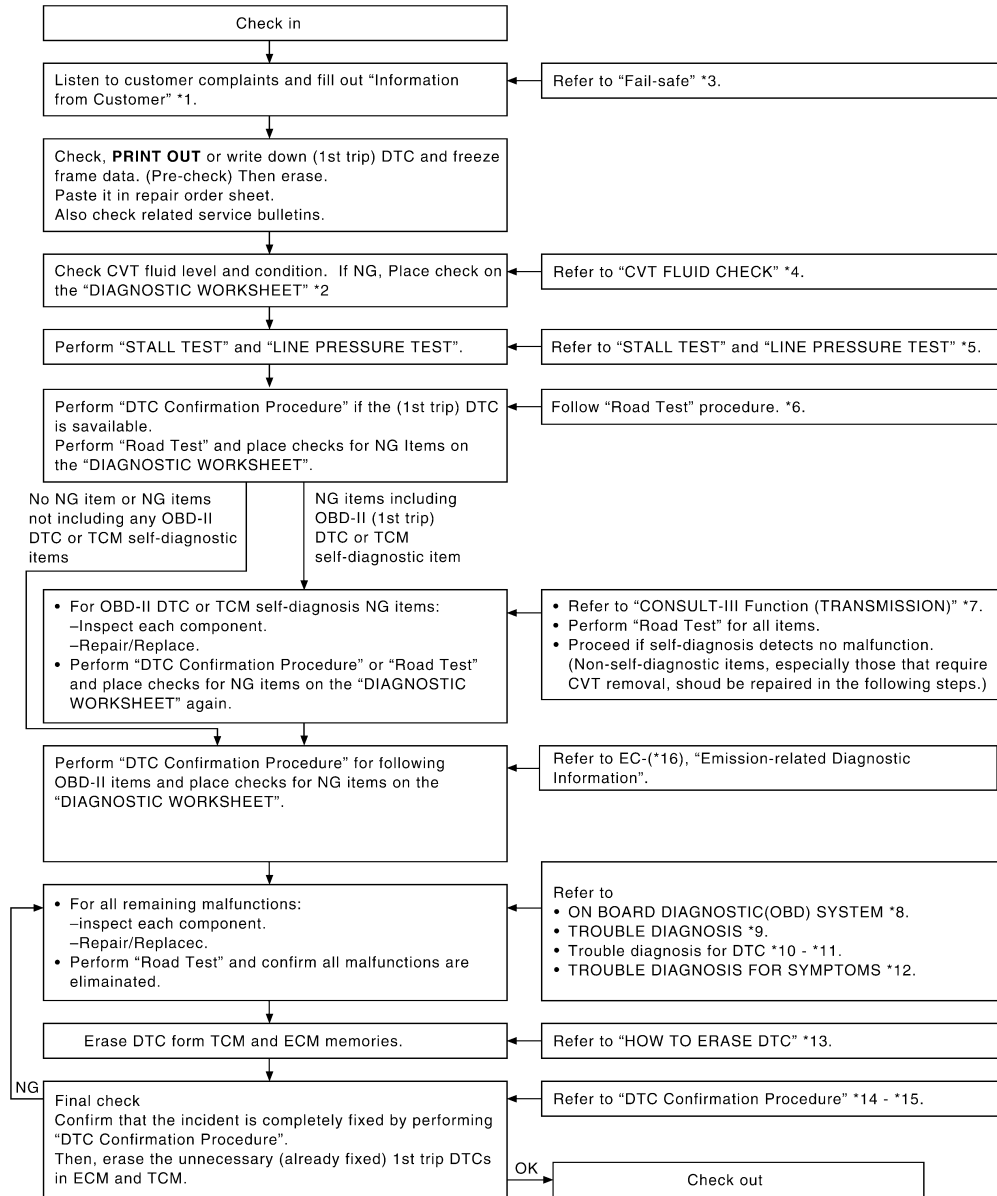 Check in
Listen to customer complaints and fill out “Information
from Customer” *1.
Refer to “Fail-safe” *3.
Check, PRINT OUT or write down (1st trip) DTC and freeze
frame data. (Pre-check) Then erase.
Paste it in repair order sheet.
Also check related service bulletins.
Check CVT fluid level and condition. If NG, Place check on
the “DIAGNOSTIC WORKSHEET” *2
Refer to “CVT FLUID CHECK” *4.
Perform “STALL TEST” and “LINE PRESSURE TEST”.
Refer to “STALL TEST” and “LINE PRESSURE TEST” *5.
Perform “DTC Confirmation Procedure” if the (1st trip) DTC
is savailable.
Perform “Road Test” and place checks for NG Items on
the “DIAGNOSTIC WORKSHEET”.
Follow “Road Test” procedure. *6.
No NG item or NG items
not including any OBD-II
DTC or TCM self-diagnostic
items
NG items including
OBD-II (1st trip)
DTC or TCM
self-diagnostic item
• For OBD-II DTC or TCM self-diagnosis NG items:
–Inspect each component.
–Repair/Replace.
• Perform “DTC Confirmation Procedure” or “Road Test”
and place checks for NG items on the “DIAGNOSTIC
WORKSHEET” again.
• Refer to “CONSULT-III Function (TRANSMISSION)” *7.
• Perform “Road Test” for all items.
• Proceed if self-diagnosis detects no malfunction.
(Non-self-diagnostic items, especially those that require
CVT removal, shoud be repaired in the following steps.)
Perform “DTC Confirmation Procedure” for following
OBD-II items and place checks for NG items on the
“DIAGNOSTIC WORKSHEET”.
Refer to EC-(*16), “Emission-related Diagnostic
Information”.
• For all remaining malfunctions:
–inspect each component.
–Repair/Replacec.
• Perform “Road Test” and confirm all malfunctions are
elimainated.
Refer to
• ON BOARD DIAGNOSTIC(OBD) SYSTEM *8.
• TROUBLE DIAGNOSIS *9.
• Trouble diagnosis for DTC *10 - *11.
• TROUBLE DIAGNOSIS FOR SYMPTOMS *12.
Erase DTC form TCM and ECM memories.
Refer to “HOW TO ERASE DTC” *13.
NG
Final check
Confirm that the incident is completely fixed by performing
“DTC Confirmation Procedure”.
Then, erase the unnecessary (already fixed) 1st trip DTCs
in ECM and TCM.
Refer to “DTC Confirmation Procedure” *14 - *15.
OK
Check out